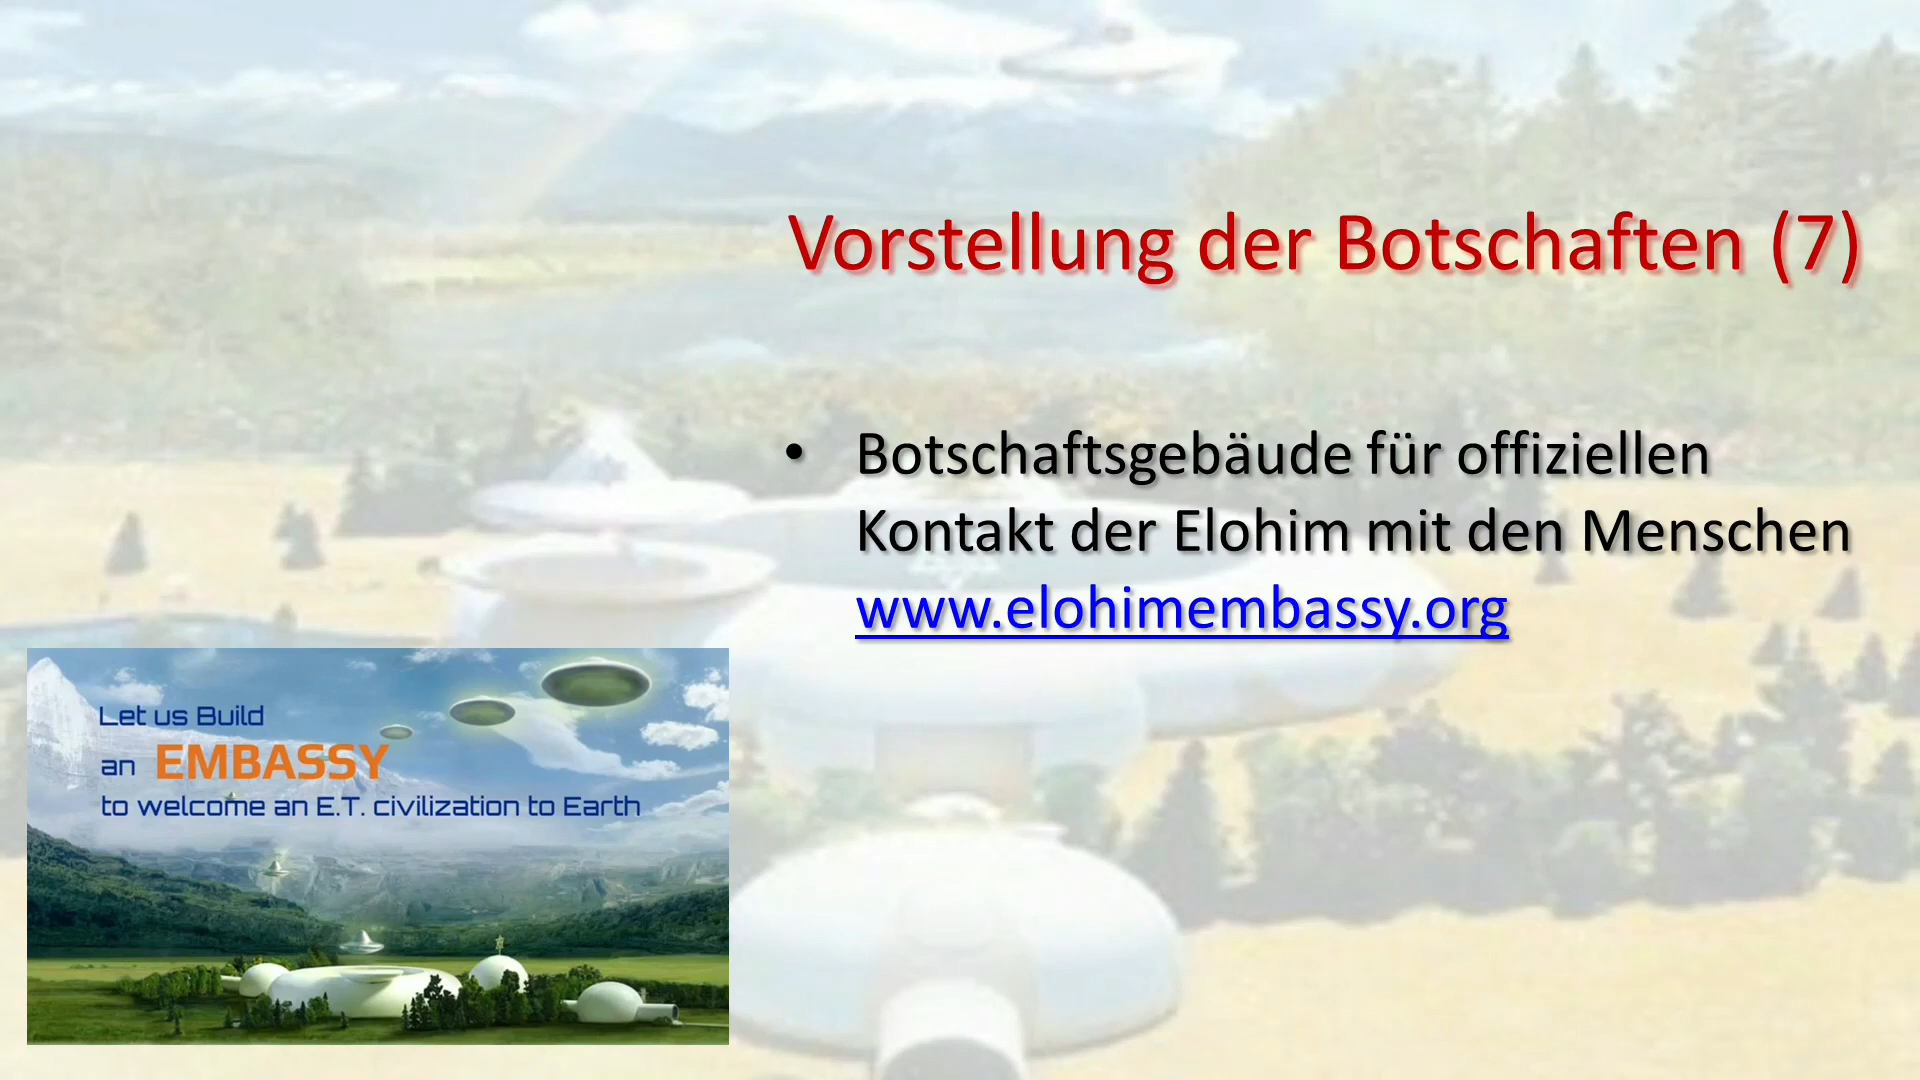 Vorstellung der Botschaften (7)
• Botschaftsgebäude für offiziellen
Kontakt der Elohim mit den Menschen
www.elohimembassy.org
Let us Build
an EMBASSY
to welcome an E.T. civilization to Earth